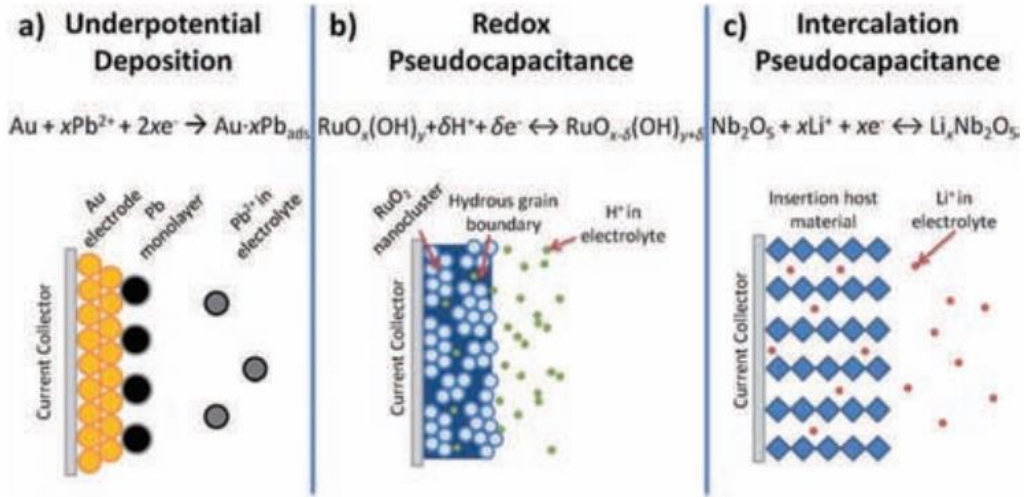 a) Underpotential
Deposition
Au + xPb²⁺ + 2xe⁻ → Au·xPb_ads
Au
electrode
Pb
monolayer
Pb²⁺ in
electrolyte
Current Collector
b) Redox
Pseudocapacitance
RuOₓ(OH)ᵧ+δH⁺+ δe⁻ ↔ RuOₓ₋δ(OH)ᵧ₊δ
RuO₂
nanocluster
Hydrous grain
boundary
H⁺ in
electrolyte
Current Collector
c) Intercalation
Pseudocapacitance
Nb₂O₅ + xLi⁺ + xe⁻ ↔ LiₓNb₂O₅
Insertion host
material
Li⁺ in
electrolyte
Current Collector